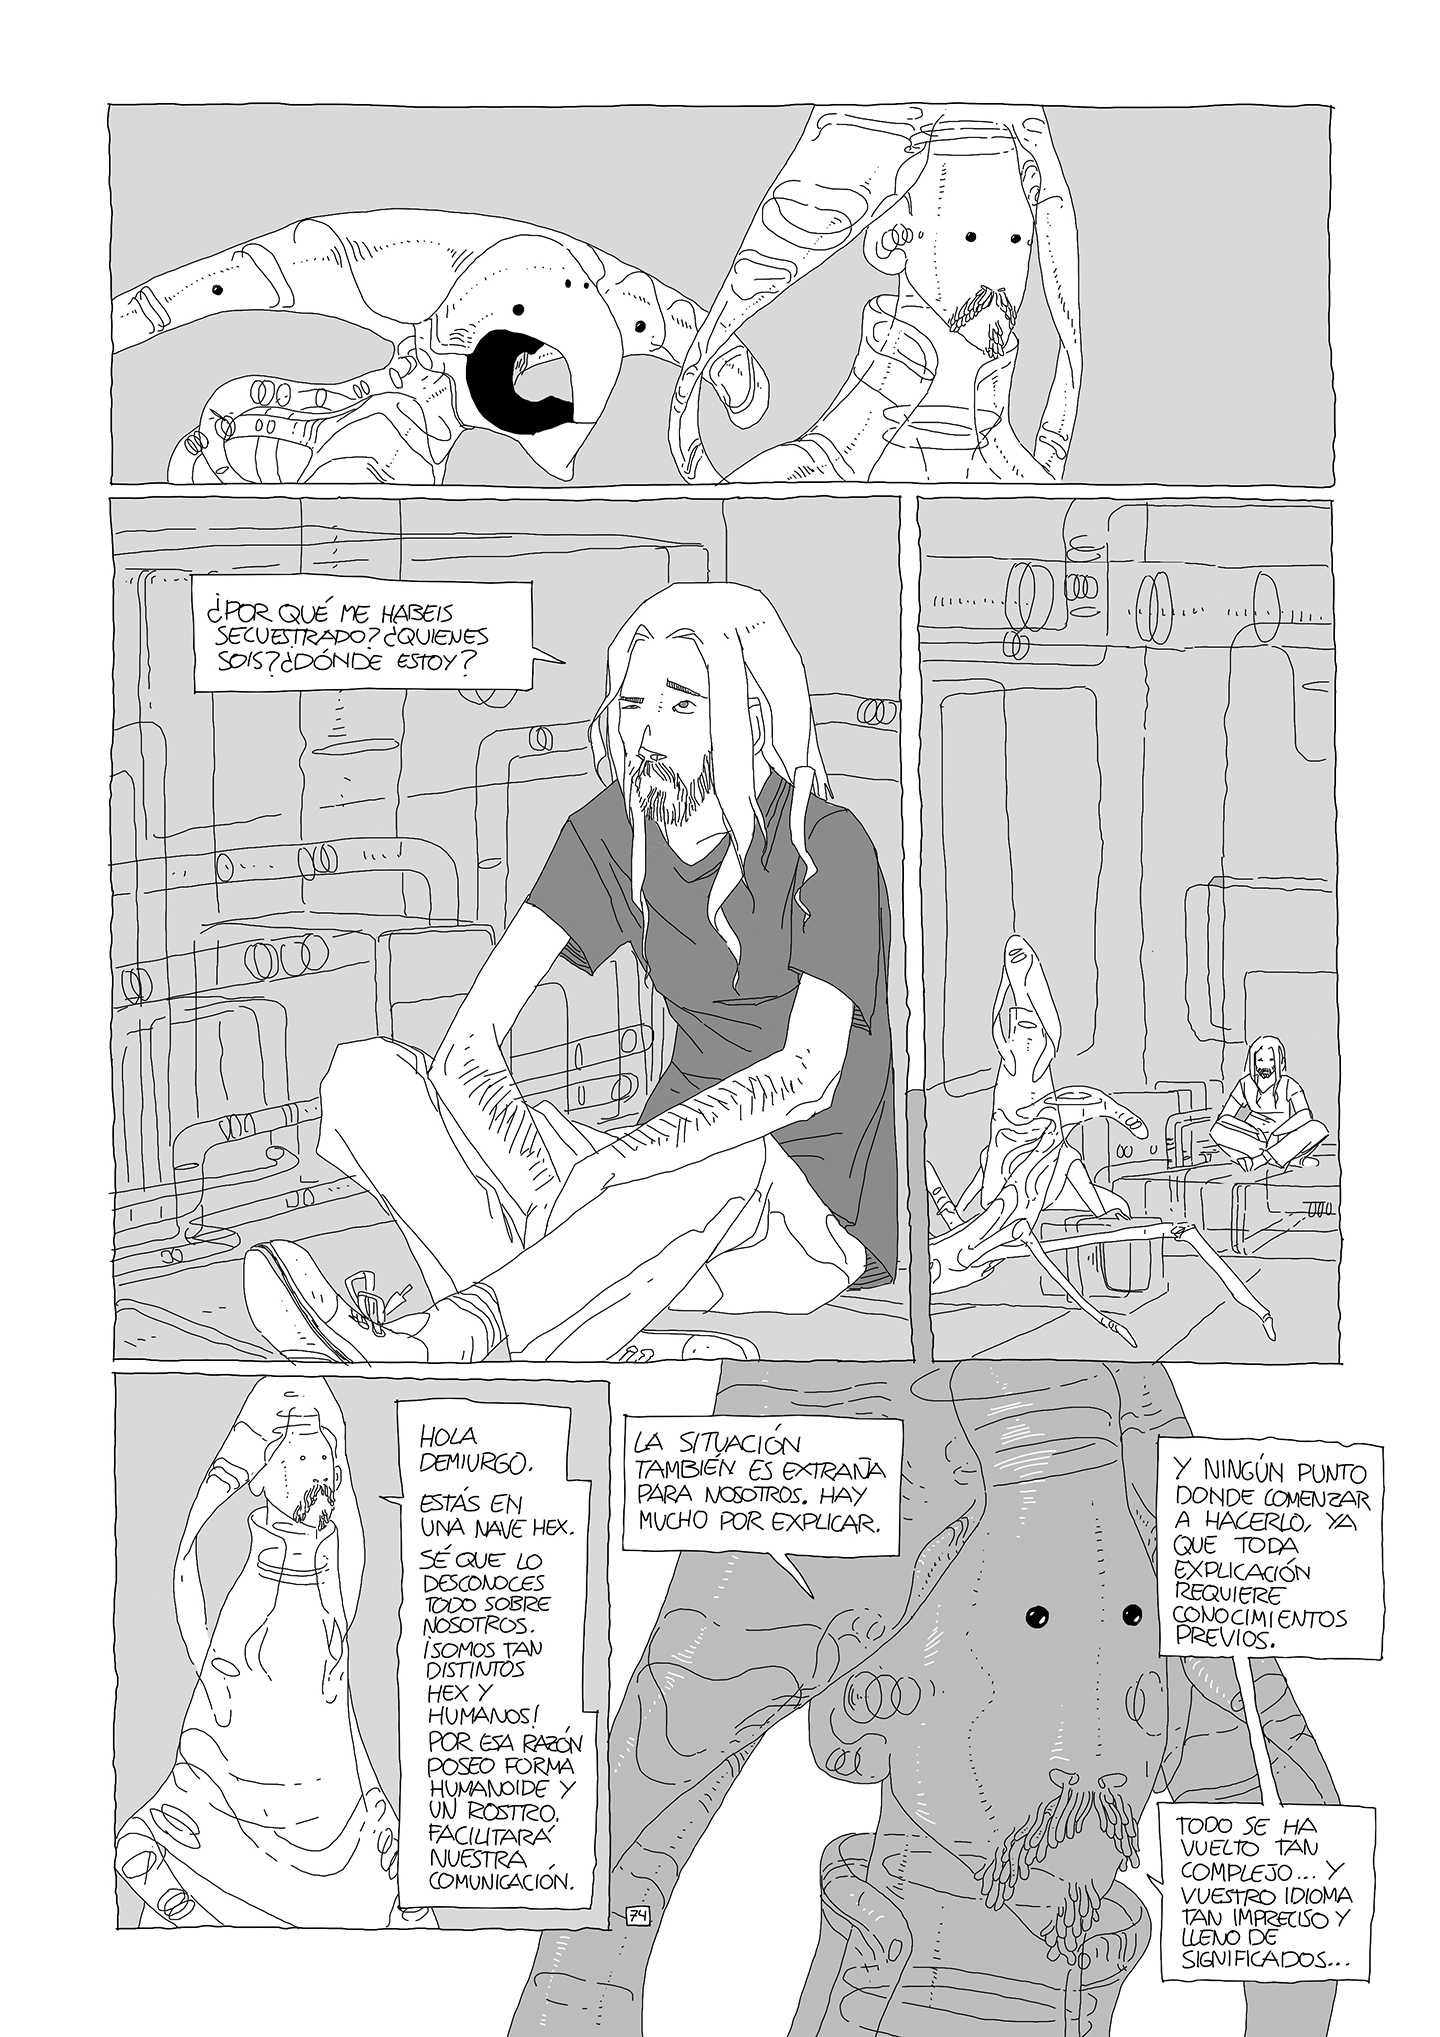 ¿POR QUÉ ME HABEIS
SECUESTRADO? ¿QUIENES
SOIS? ¿DÓNDE ESTOY?
HOLA
DEMIURGO.
ESTÁS EN
UNA NAVE HEX.
SÉ QUE LO
DESCONOCES
TODO SOBRE
NOSOTROS.
¡SOMOS TAN
DISTINTOS
HEX Y
HUMANOS!
POR ESA RAZÓN
POSEO FORMA
HUMANOIDE Y
UN ROSTRO.
FACILITARÁ
NUESTRA
COMUNICACIÓN.
LA SITUACIÓN
TAMBIÉN ES EXTRAÑA
PARA NOSOTROS. HAY
MUCHO POR EXPLICAR.
Y NINGÚN PUNTO
DONDE COMENZAR
A HACERLO, YA
QUE TODA
EXPLICACIÓN
REQUIERE
CONOCIMIENTOS
PREVIOS.
TODO SE HA
VUELTO TAN
COMPLEJO... Y
VUESTRO IDIOMA
TAN IMPRECISO Y
LLENO DE
SIGNIFICADOS...
74